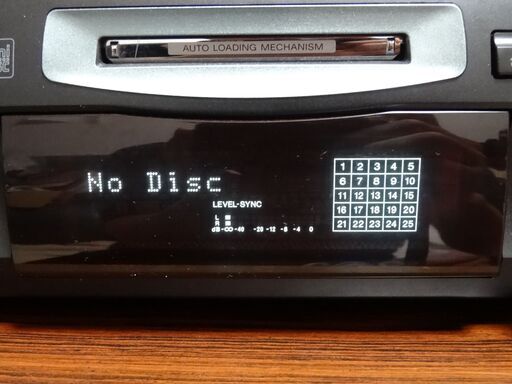 AUTO LOADING MECHANISM
No Disc
LEVEL-SYNC
L
R
dB -∞ -40 -20 -12 -8 -4 0
1 2 3 4 5
6 7 8 9 10
11 12 13 14 15
16 17 18 19 20
21 22 23 24 25